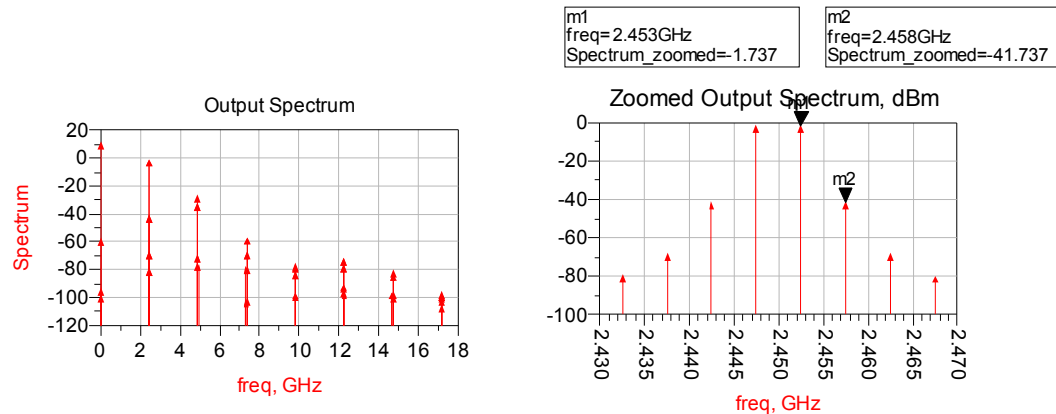 m1
freq=2.453GHz
Spectrum_zoomed=-1.737
m2
freq=2.458GHz
Spectrum_zoomed=-41.737
Output Spectrum
20
0
-20
-40
-60
-80
-100
-120
Spectrum
0 2 4 6 8 10 12 14 16 18
freq, GHz
Zoomed Output Spectrum, dBm
m1
m2
0
-20
-40
-60
-80
-100
2.430 2.435 2.440 2.445 2.450 2.455 2.460 2.465 2.470
freq, GHz